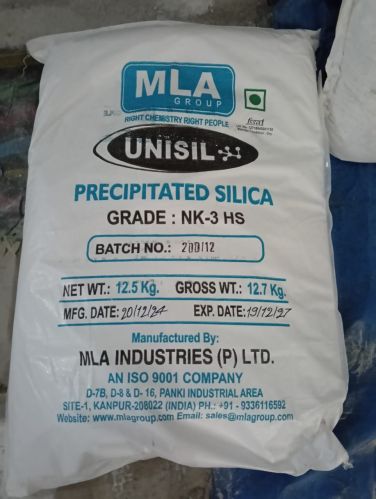 MLA
GROUP
RIGHT CHEMISTRY RIGHT PEOPLE
fssai
UNISIL
PRECIPITATED SILICA
GRADE : NK-3 HS
BATCH NO.: 200/12
NET WT.: 12.5 Kg. GROSS WT.: 12.7 Kg.
MFG. DATE: 20/12/24 EXP. DATE: 19/12/27
Manufactured By:
MLA INDUSTRIES (P) LTD.
AN ISO 9001 COMPANY
D-7B, D-8 & D- 16, PANKI INDUSTRIAL AREA
SITE-1, KANPUR-208022 (INDIA) PH.: +91 - 9336116592
Website: www.mlagroup.com Email: sales@mlagroup.com